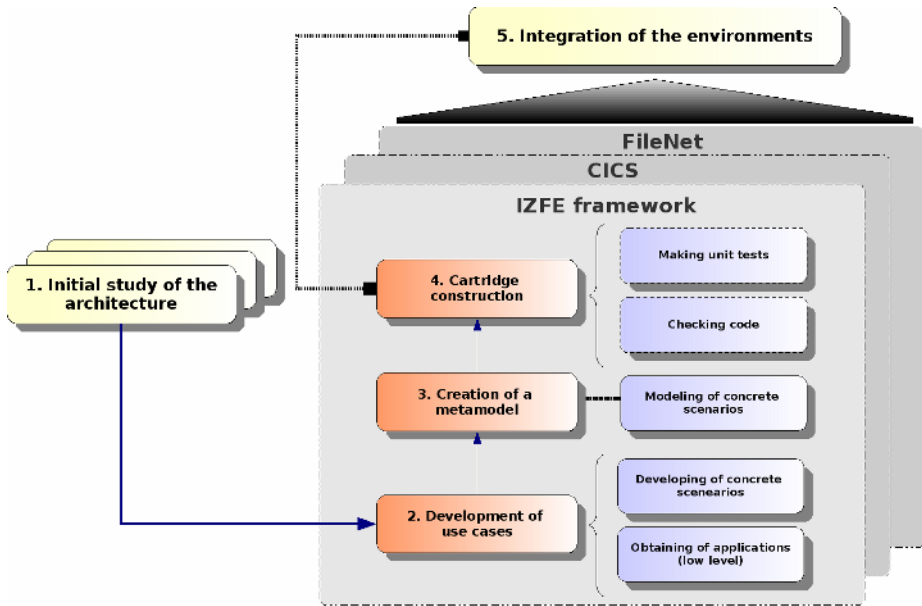 5. Integration of the environments
FileNet
CICS
IZFE framework
1. Initial study of the
architecture
4. Cartridge
construction
Making unit tests
Checking code
3. Creation of a
metamodel
Modeling of concrete
scenarios
2. Development of
use cases
Developing of concrete
scenearios
Obtaining of applications
(low level)